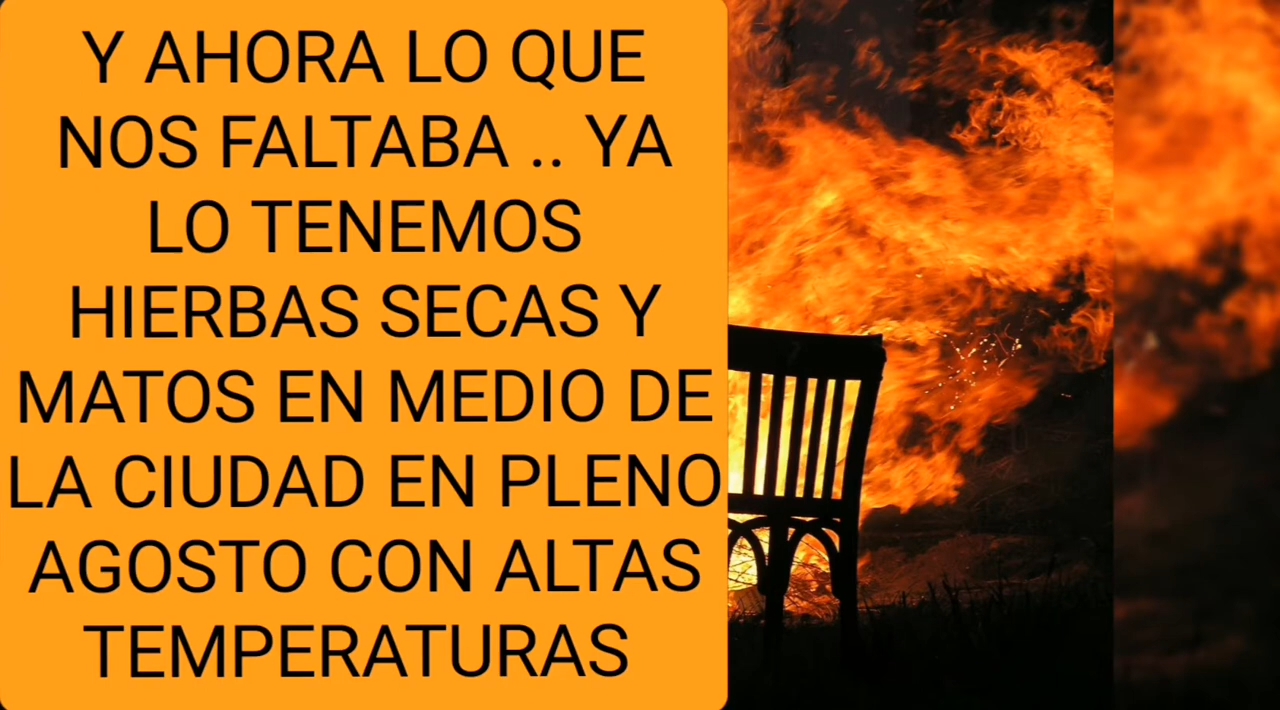 Y AHORA LO QUE
NOS FALTABA .. YA
LO TENEMOS
HIERBAS SECAS Y
MATOS EN MEDIO DE
LA CIUDAD EN PLENO
AGOSTO CON ALTAS
TEMPERATURAS